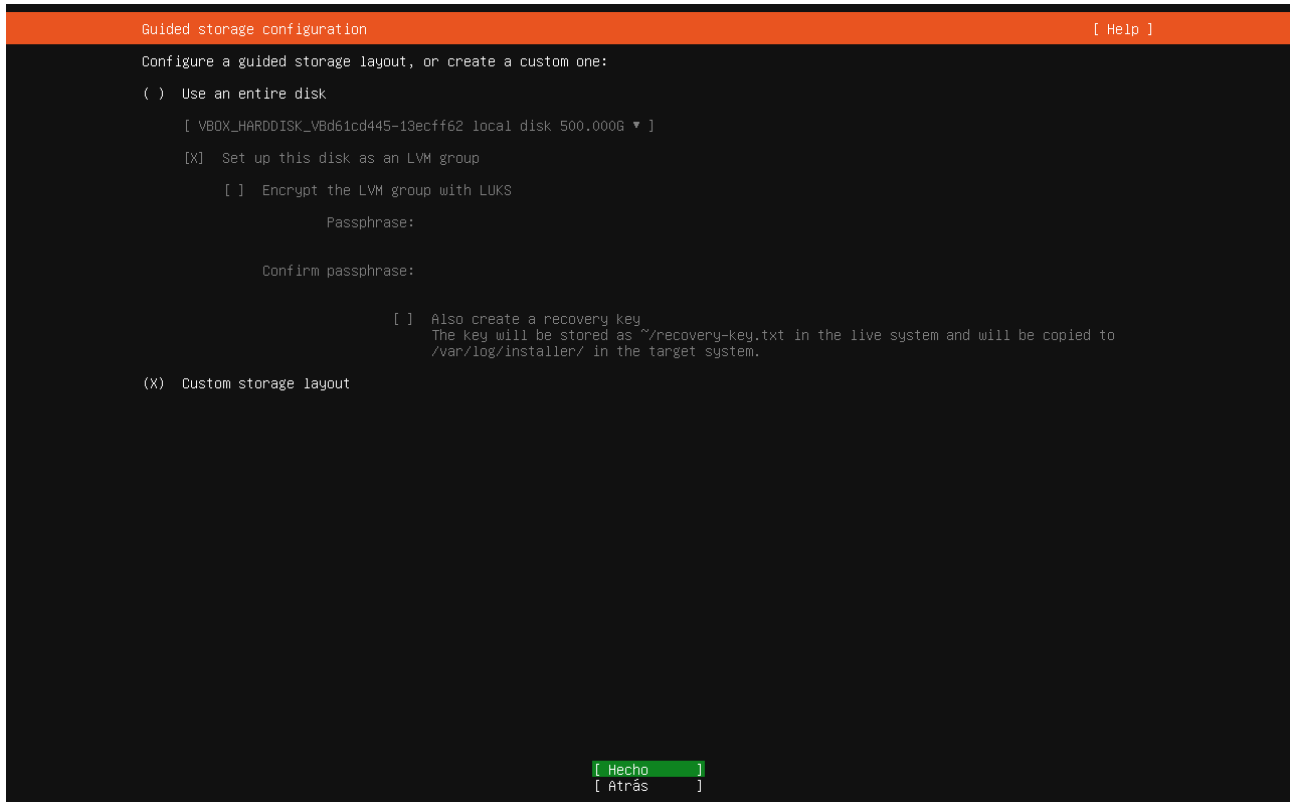 Guided storage configuration [ Help ]
Configure a guided storage layout, or create a custom one:
( ) Use an entire disk
[ VBOX_HARDDISK_VBd61cd445-13ecff62 local disk 500.000G ▾ ]
[X] Set up this disk as an LVM group
[ ] Encrypt the LVM group with LUKS
Passphrase:
Confirm passphrase:
[ ] Also create a recovery key
The key will be stored as ~/recovery-key.txt in the live system and will be copied to
/var/log/installer/ in the target system.
(X) Custom storage layout
[ Hecho ]
[ Atrás ]